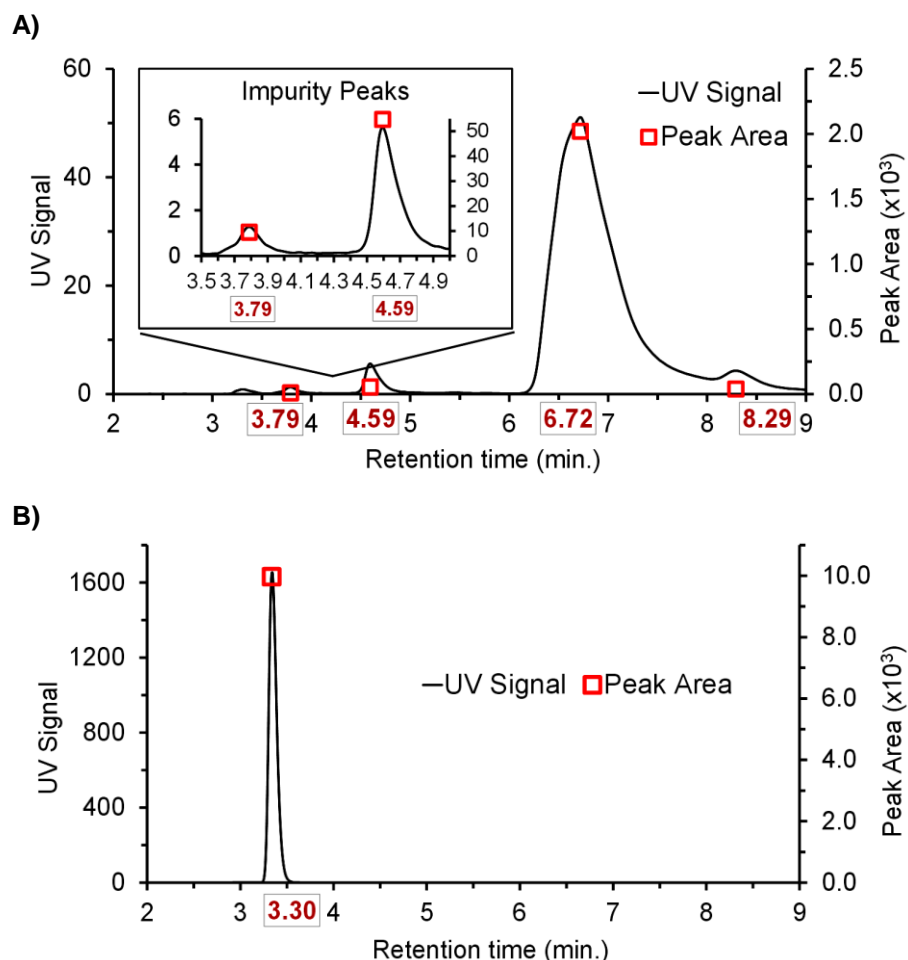 A)
60
40
20
0
UV Signal
Impurity Peaks
6
4
2
0
50
40
30
20
10
0
3.5 3.7 3.9 4.1 4.3 4.5 4.7 4.9
3.79 4.59
—UV Signal
Peak Area
2.5
2.0
1.5
1.0
0.5
0.0
Peak Area (x10³)
2 3 4 5 6 7 8 9
3.79 4.59 6.72 8.29
Retention time (min.)
B)
1600
1200
800
400
0
UV Signal
—UV Signal Peak Area
10.0
8.0
6.0
4.0
2.0
0.0
Peak Area (x10³)
2 3 4 5 6 7 8 9
3.30
Retention time (min.)